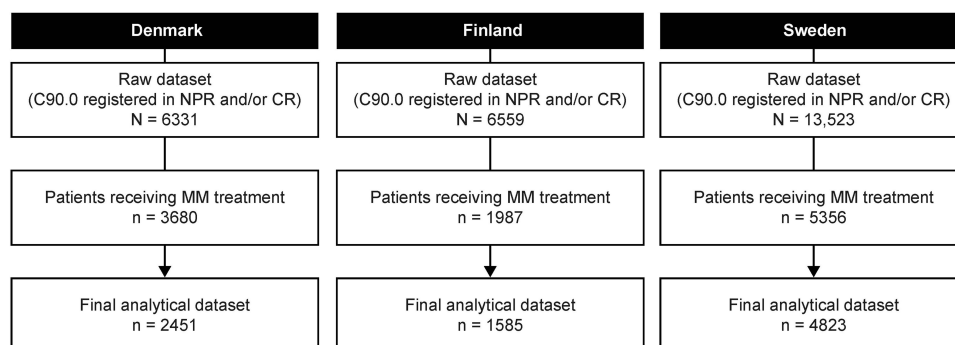 Denmark
Raw dataset
(C90.0 registered in NPR and/or CR)
N = 6331
Patients receiving MM treatment
n = 3680
Final analytical dataset
n = 2451
Finland
Raw dataset
(C90.0 registered in NPR and/or CR)
N = 6559
Patients receiving MM treatment
n = 1987
Final analytical dataset
n = 1585
Sweden
Raw dataset
(C90.0 registered in NPR and/or CR)
N = 13,523
Patients receiving MM treatment
n = 5356
Final analytical dataset
n = 4823